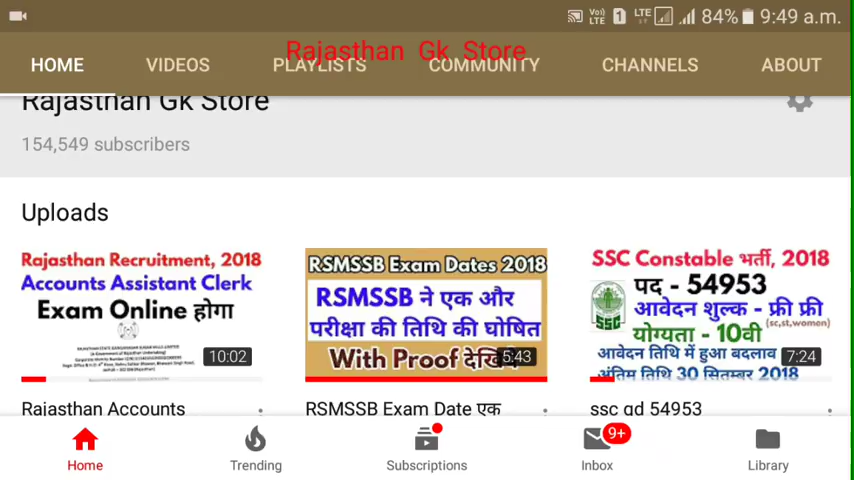 Vo)) LTE 1 LTE 84% 9:49 a.m.
Rajasthan Gk Store
HOME VIDEOS PLAYLISTS COMMUNITY CHANNELS ABOUT
Rajasthan Gk Store
154,549 subscribers
Uploads
Rajasthan Recruitment, 2018
Accounts Assistant Clerk
Exam Online होगा
10:02
Rajasthan Accounts
RSMSSB Exam Dates 2018
RSMSSB ने एक और
परीक्षा की तिथि की घोषित
With Proof देखिए
5:43
RSMSSB Exam Date एक
SSC Constable भर्ती, 2018
पद - 54953
आवेदन शुल्क - फ्री फ्री
(sc,st,women)
SSC
योग्यता - 10वी
आवेदन तिथि में हुआ बदलाव
अंतिम तिथि 30 सितम्बर 2018
7:24
ssc gd 54953
Home Trending Subscriptions 9+ Inbox Library